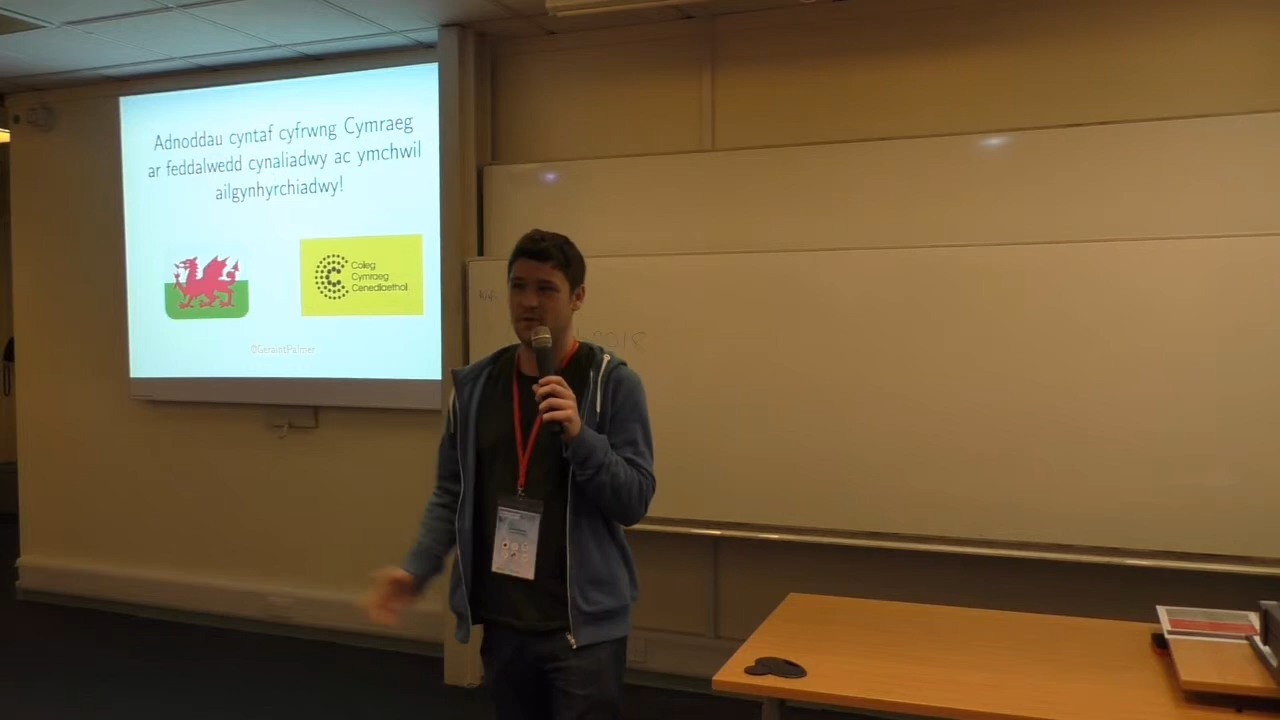 Adnoddau cyntaf cyfrwng Cymraeg
ar feddalwedd cynaliadwy ac ymchwil
ailgynhyrchiadwy!
Coleg
Cymraeg
Cenedlaethol
@GeraintPalmer